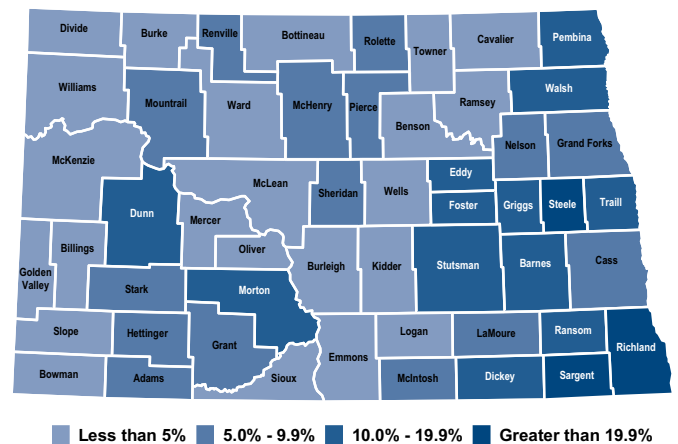 Divide
Burke
Renville
Bottineau
Rolette
Towner
Cavalier
Pembina
Williams
Mountrail
Ward
McHenry
Pierce
Benson
Ramsey
Walsh
McKenzie
Nelson
Grand Forks
Dunn
McLean
Mercer
Oliver
Sheridan
Wells
Eddy
Foster
Griggs
Steele
Traill
Golden
Valley
Billings
Stark
Morton
Burleigh
Kidder
Stutsman
Barnes
Cass
Slope
Hettinger
Grant
Emmons
Logan
LaMoure
Ransom
Richland
Bowman
Adams
Sioux
McIntosh
Dickey
Sargent
Less than 5% 5.0% - 9.9% 10.0% - 19.9% Greater than 19.9%